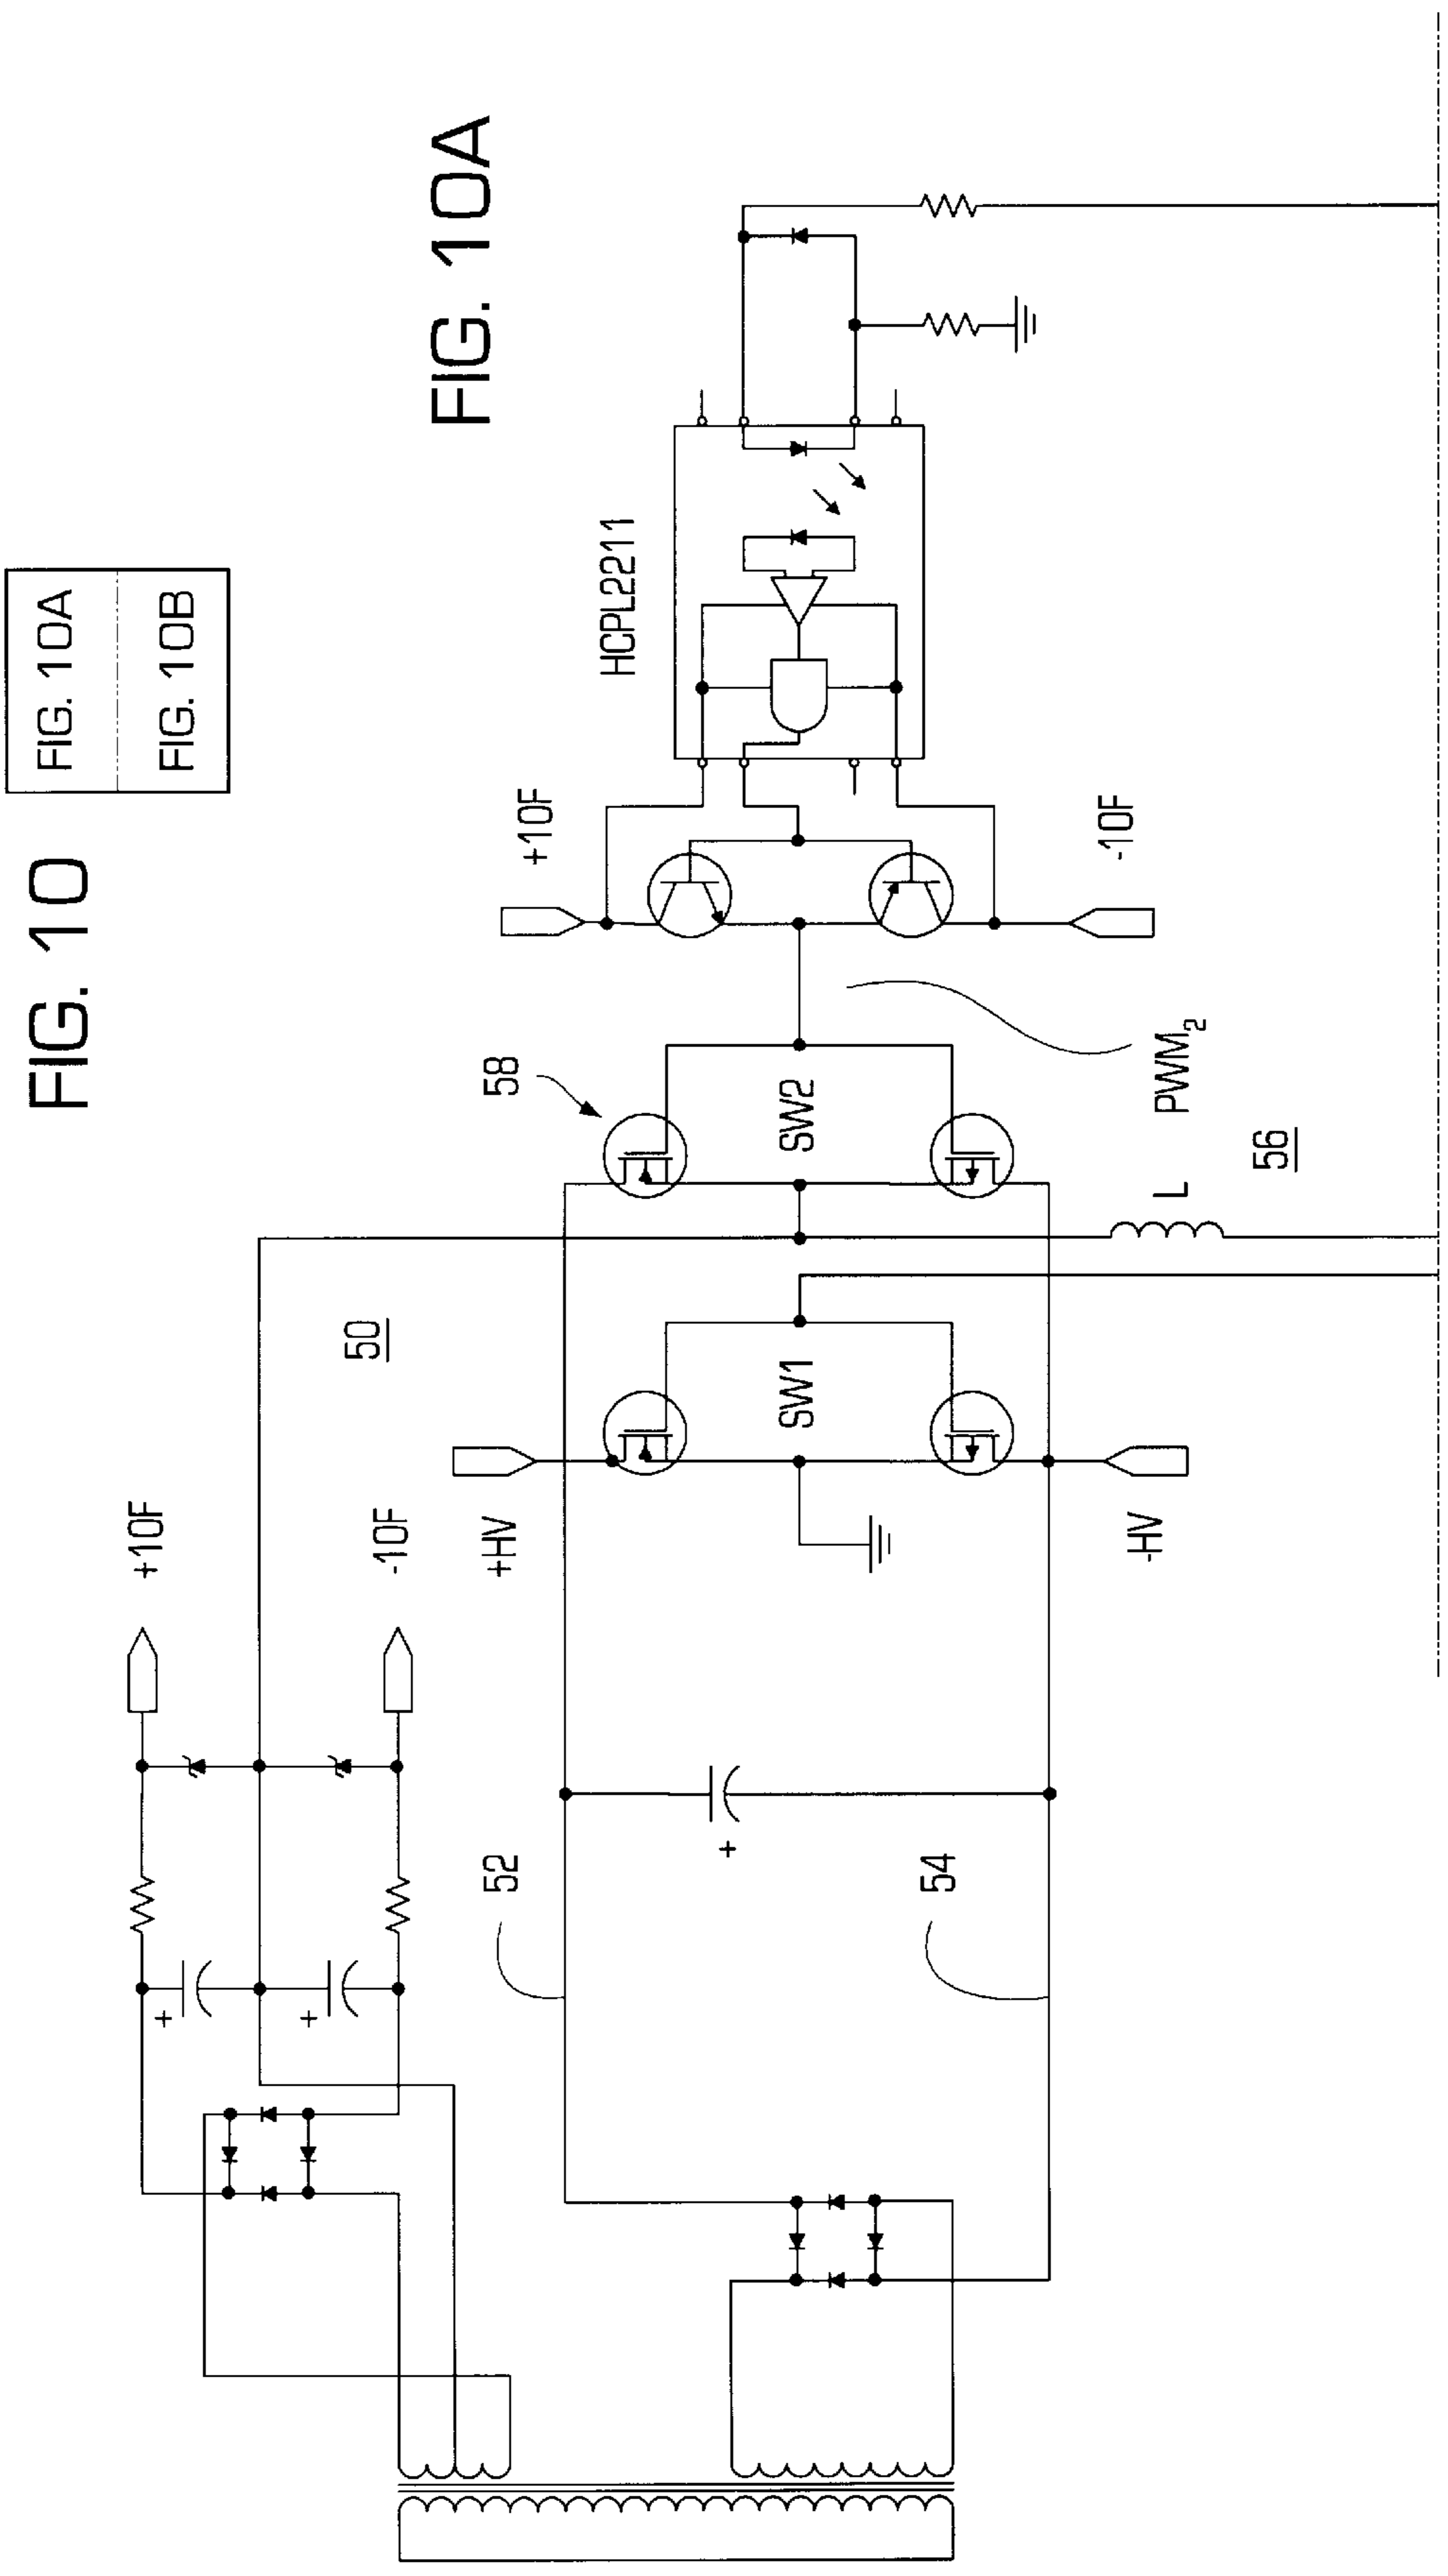 FIG. 10
FIG. 10A
FIG. 10B
FIG. 10A
+10F
-10F
50
+HV
-HV
SW1
SW2
58
52
54
+
+
+
L
56
PWM2
+10F
-10F
HCPL2211